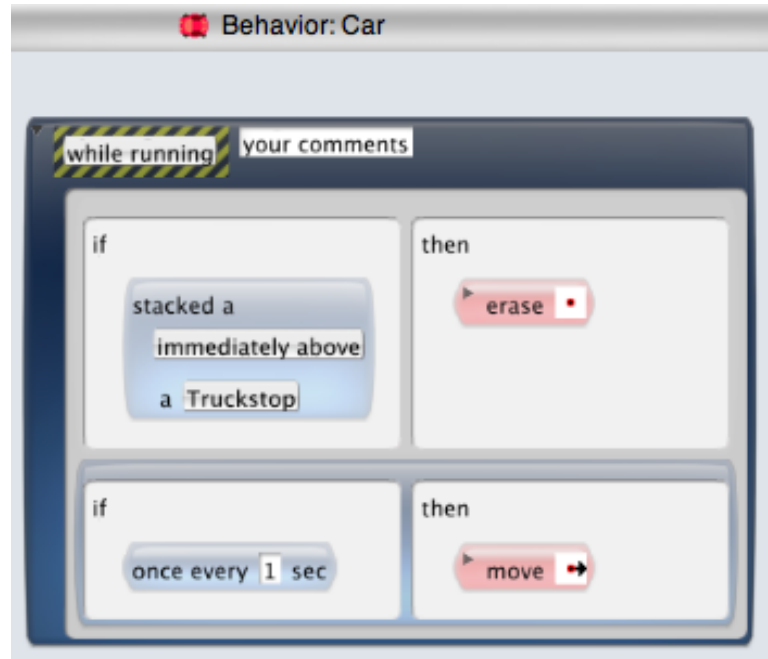 Behavior: Car
while running your comments
if
stacked a
immediately above
a Truckstop
then
erase
if
once every 1 sec
then
move